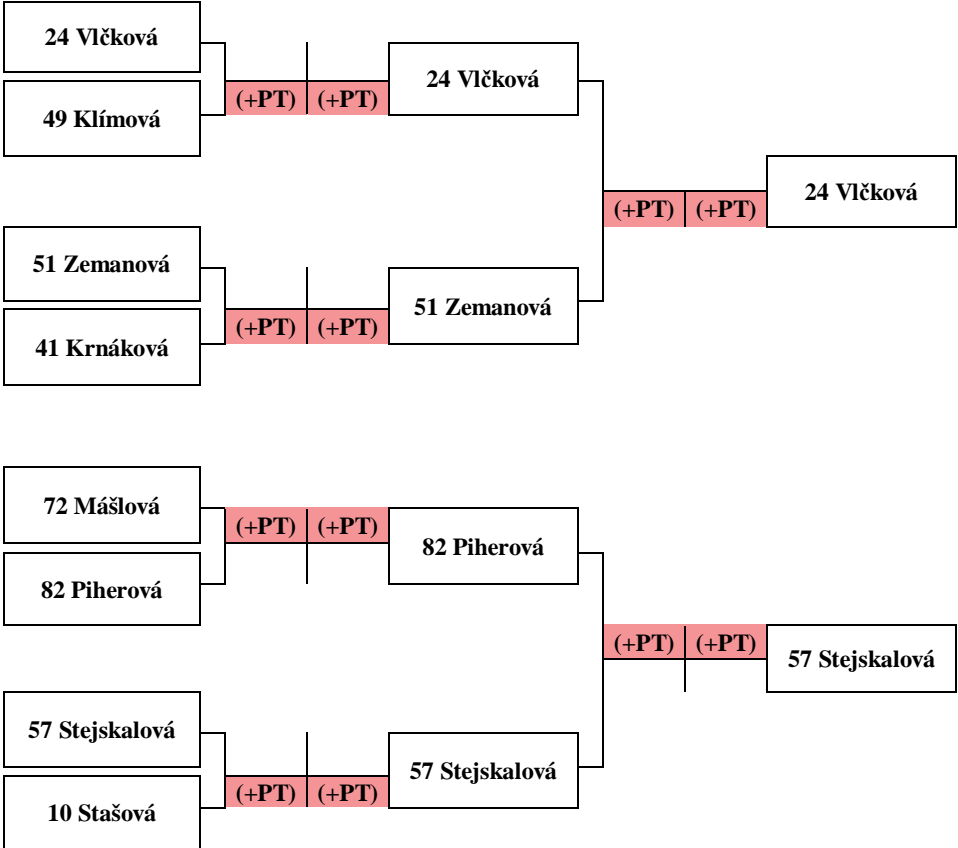 24 Vlčková
49 Klímová
(+PT) (+PT)
24 Vlčková
51 Zemanová
41 Krnáková
(+PT) (+PT)
51 Zemanová
(+PT) (+PT)
24 Vlčková
72 Mášlová
82 Piherová
(+PT) (+PT)
82 Piherová
57 Stejskalová
10 Stašová
(+PT) (+PT)
57 Stejskalová
(+PT) (+PT)
57 Stejskalová